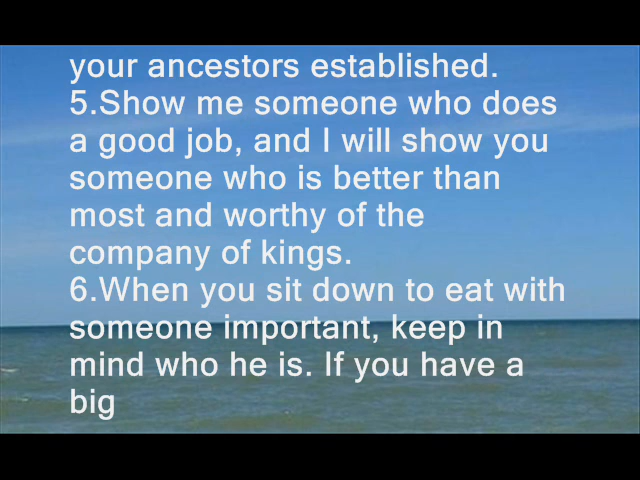 your ancestors established.
5.Show me someone who does
a good job, and I will show you
someone who is better than
most and worthy of the
company of kings.
6.When you sit down to eat with
someone important, keep in
mind who he is. If you have a
big